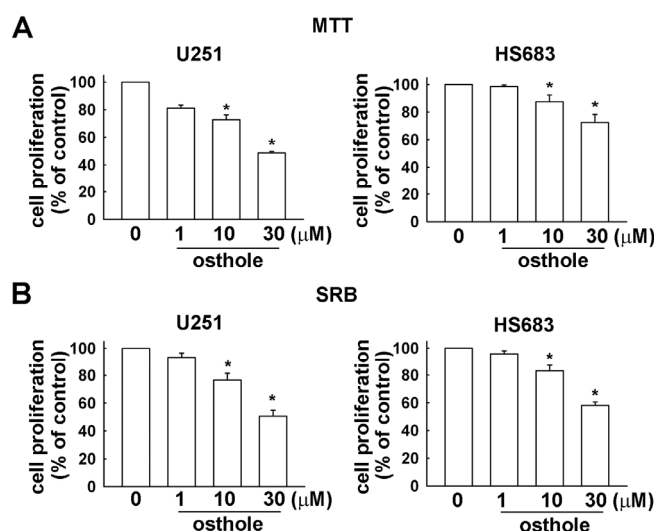 A
MTT
U251
cell proliferation
(% of control)
100
80
60
40
20
0
*
*
0 1 10 30 (μM)
osthole
HS683
cell proliferation
(% of control)
100
80
60
40
20
0
*
*
0 1 10 30 (μM)
osthole
B
SRB
U251
cell proliferation
(% of control)
100
80
60
40
20
0
*
*
0 1 10 30 (μM)
osthole
HS683
cell proliferation
(% of control)
100
80
60
40
20
0
*
*
0 1 10 30 (μM)
osthole